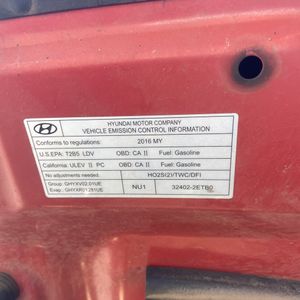 HYUNDAI MOTOR COMPANY
VEHICLE EMISSION CONTROL INFORMATION
Conforms to regulations: 2016 MY
U.S.EPA: T2B5 LDV OBD: CA II Fuel: Gasoline
California: ULEV II PC OBD: CA II Fuel: Gasoline
No adjustments needed. HO2S(2)/TWC/DFI
Group: GHYXV02.01UE
Evap: NU1 32402-2ETB0